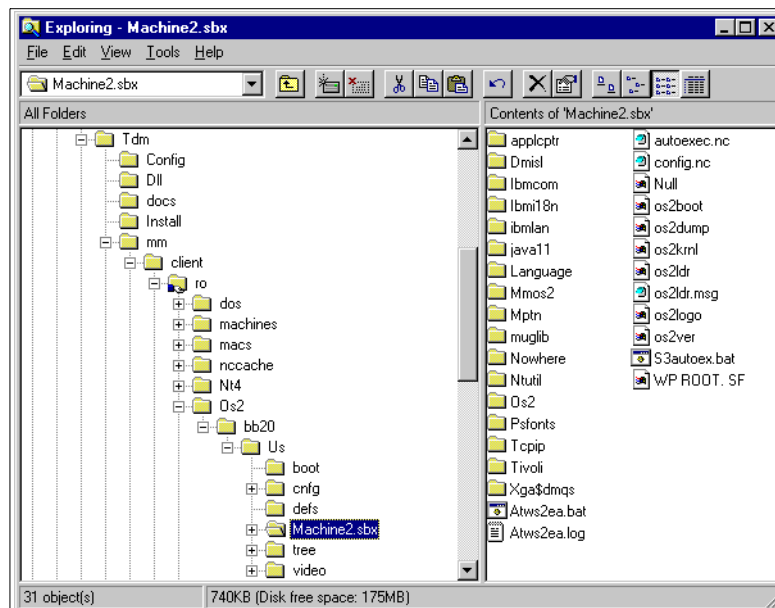 Exploring - Machine2.sbx
File Edit View Tools Help
Machine2.sbx
All Folders
Contents of 'Machine2.sbx'
Tdm
Config
Dll
docs
Install
mm
client
ro
dos
machines
macs
nccache
Nt4
Os2
bb20
Us
boot
cnfg
defs
Machine2.sbx
tree
video
applcptr
Dmisl
Ibmcom
Ibmi18n
ibmlan
java11
Language
Mmos2
Mptn
muglib
Nowhere
Ntutil
Os2
Psfonts
Tcpip
Tivoli
Xga$dmqs
Atws2ea.bat
Atws2ea.log
autoexec.nc
config.nc
Null
os2boot
os2dump
os2krnl
os2ldr
os2ldr.msg
os2logo
os2ver
S3autoex.bat
WP ROOT. SF
31 object(s)
740KB (Disk free space: 175MB)